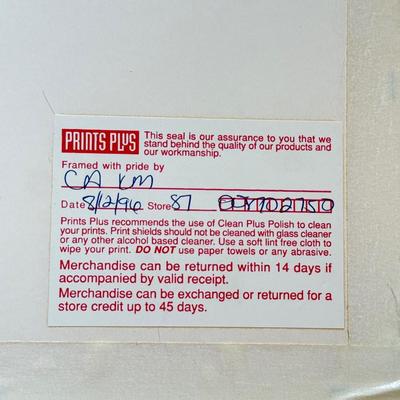 PRINTS PLUS This seal is our assurance to you that we
stand behind the quality of our products and
our workmanship.
Framed with pride by
CA LM
Date 8/12/96 Store 87
Prints Plus recommends the use of Clean Plus Polish to clean
your prints. Print shields should not be cleaned with glass cleaner
or any other alcohol based cleaner. Use a soft lint free cloth to
wipe your print. DO NOT use paper towels or any abrasive.
Merchandise can be returned within 14 days if
accompanied by valid receipt.
Merchandise can be exchanged or returned for a
store credit up to 45 days.